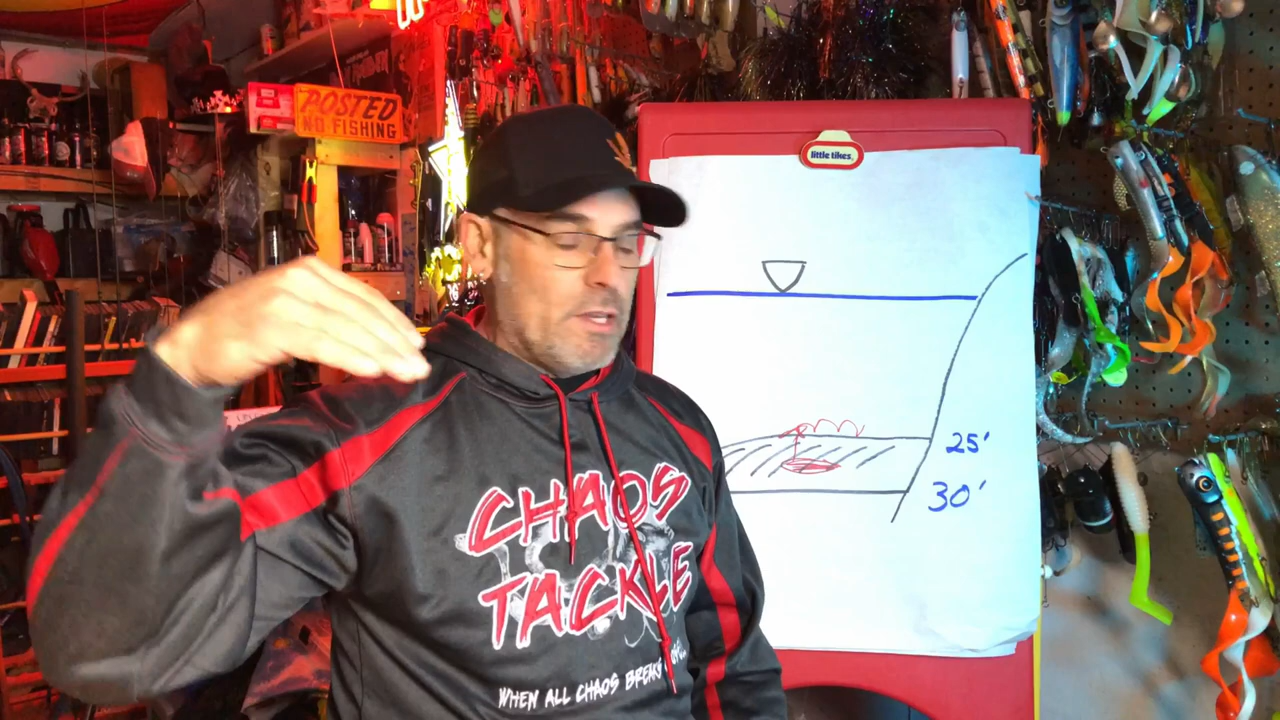 POSTED
NO FISHING
little tikes
25'
30'
CHAOS
TACKLE
WHEN ALL CHAOS BREAKS